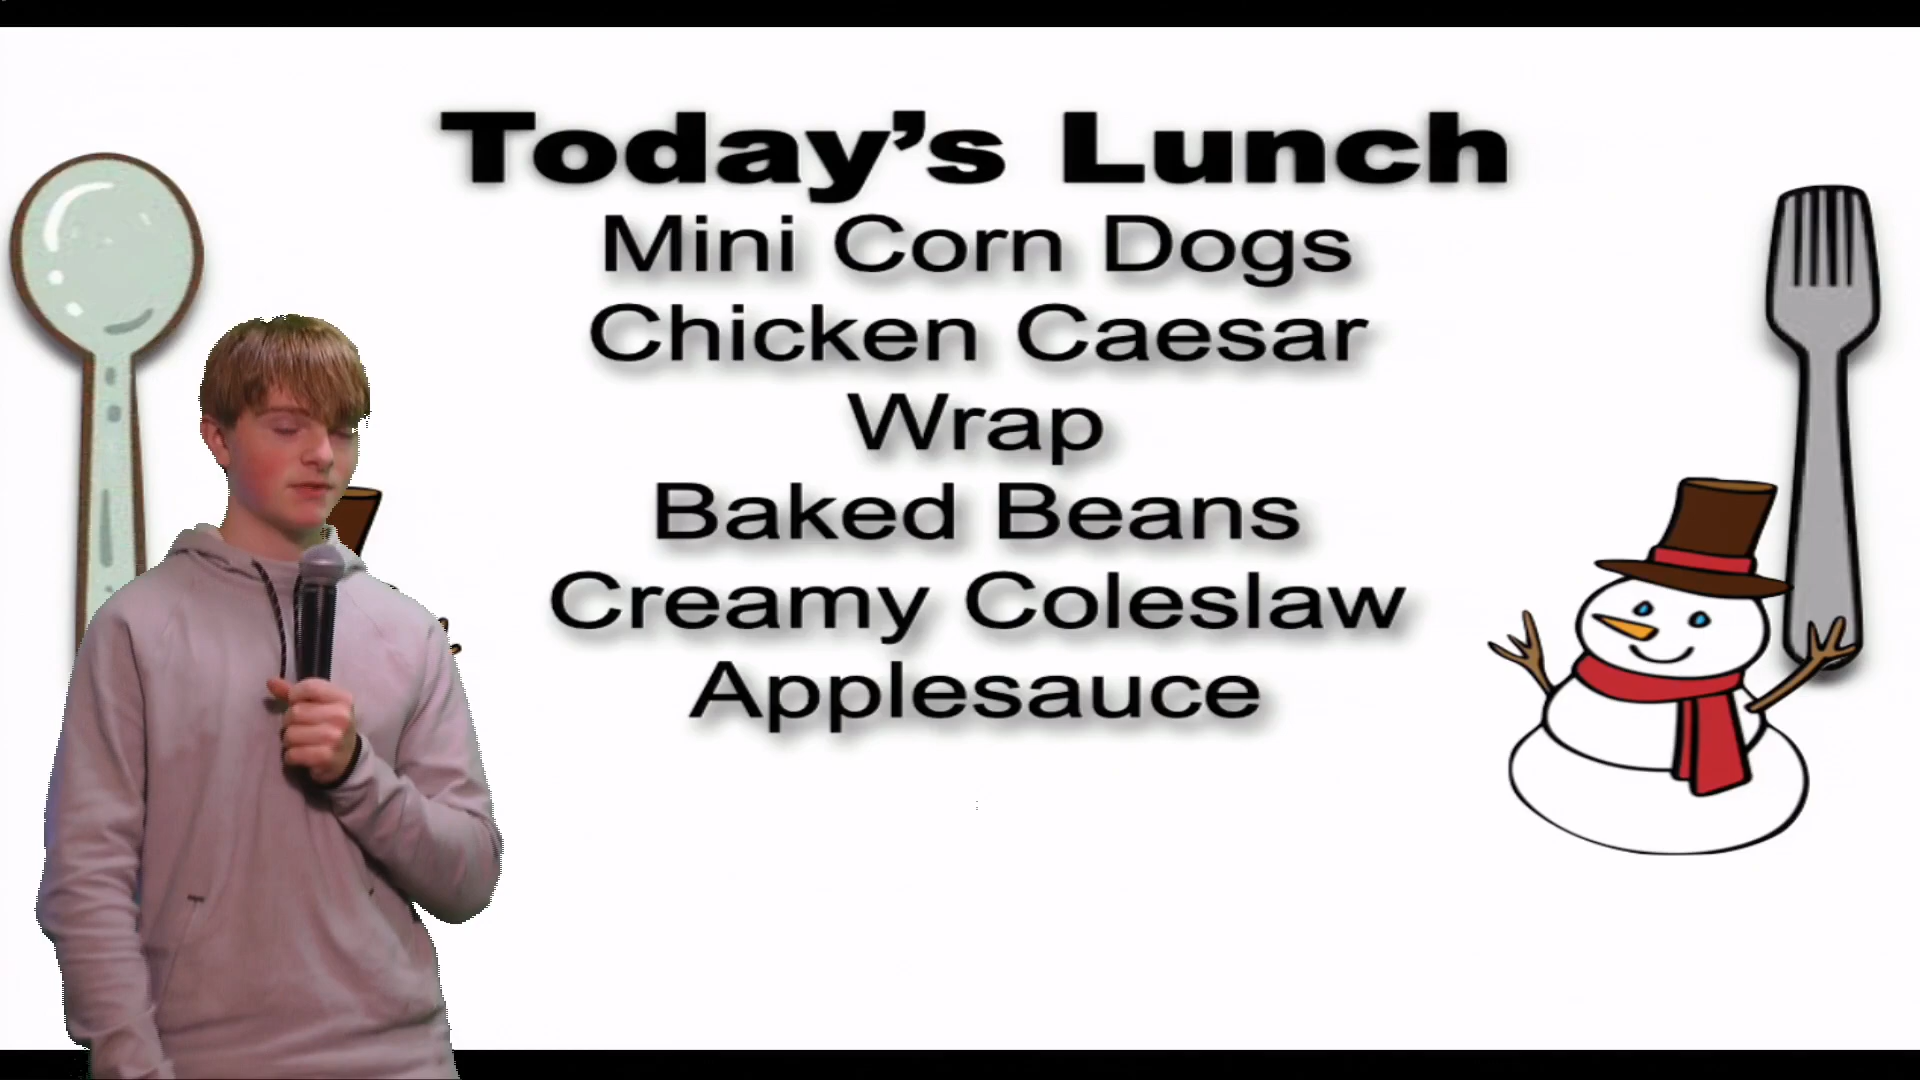 Today's Lunch
Mini Corn Dogs
Chicken Caesar
Wrap
Baked Beans
Creamy Coleslaw
Applesauce